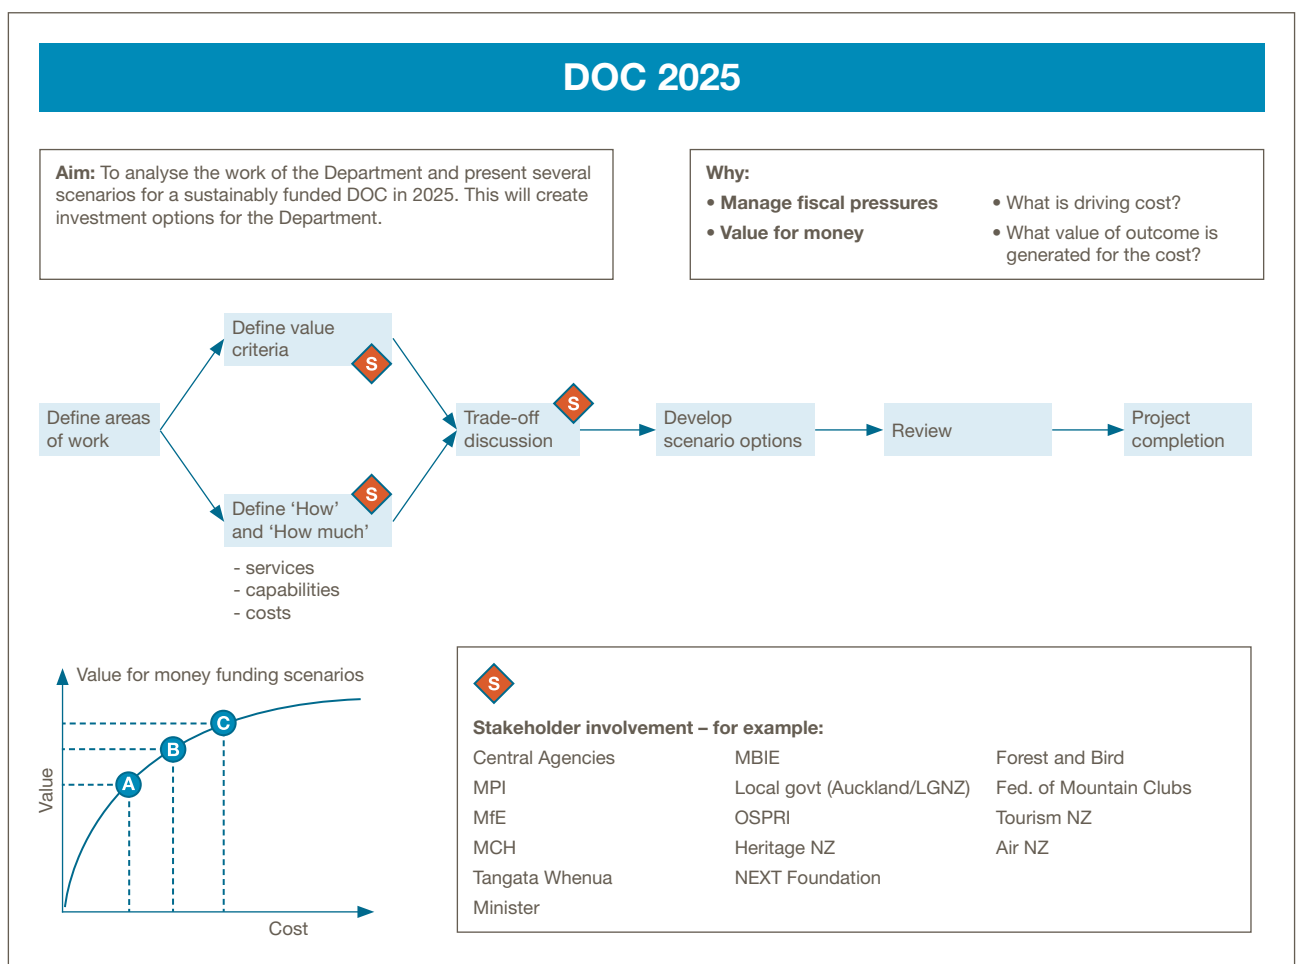 DOC 2025
Aim: To analyse the work of the Department and present several
scenarios for a sustainably funded DOC in 2025. This will create
investment options for the Department.
Why:
• Manage fiscal pressures
• Value for money
• What is driving cost?
• What value of outcome is
generated for the cost?
Define areas
of work
Define value
criteria
S
Define ‘How’
and ‘How much’
S
- services
- capabilities
- costs
Trade-off
discussion
S
Develop
scenario options
Review
Project
completion
Value for money funding scenarios
Value
A
B
C
Cost
S
Stakeholder involvement – for example:
Central Agencies
MPI
MfE
MCH
Tangata Whenua
Minister
MBIE
Local govt (Auckland/LGNZ)
OSPRI
Heritage NZ
NEXT Foundation
Forest and Bird
Fed. of Mountain Clubs
Tourism NZ
Air NZ